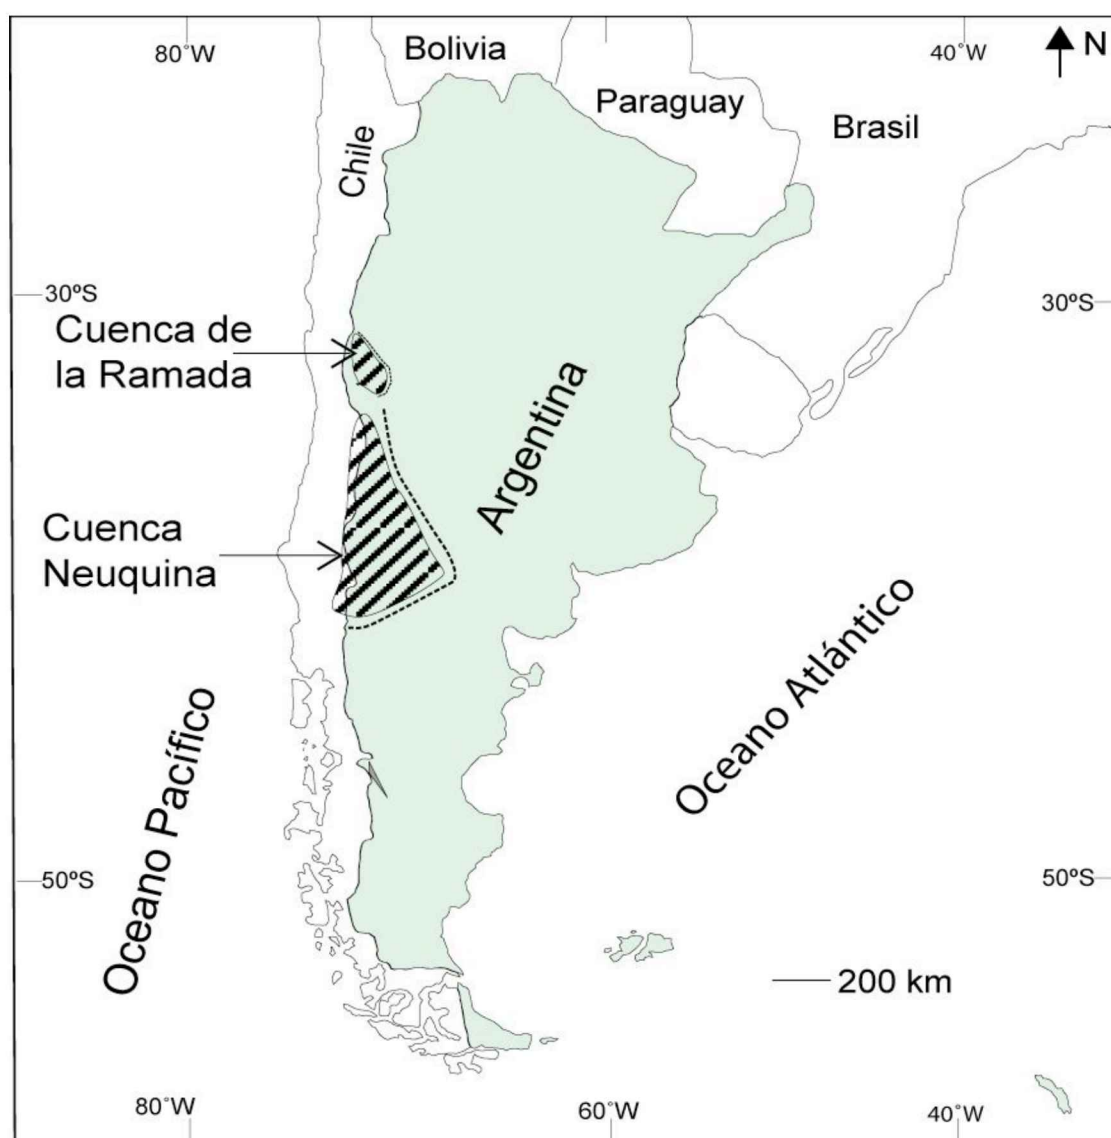 80°W
Bolivia
40°W
N
Paraguay
Brasil
Chile
30ºS
30ºS
Cuenca de
la Ramada
Argentina
Cuenca
Neuquina
Oceano Atlántico
Oceano Pacífico
50ºS
50ºS
200 km
80°W
60°W
40°W